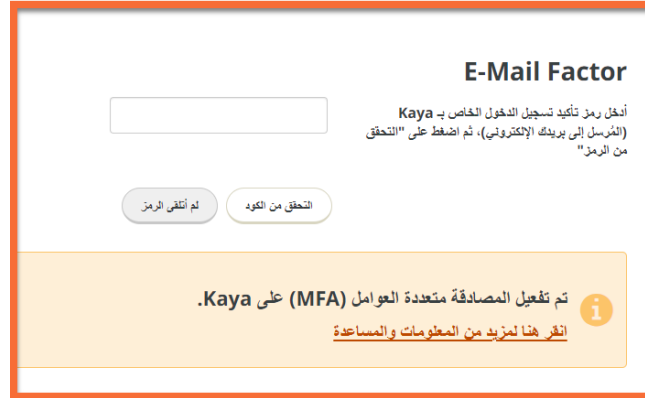 E-Mail Factor
أدخل رمز تأكيد تسجيل الدخول الخاص بـ Kaya
(المُرسل إلى بريدك الإلكتروني)، ثم اضغط على "التحقق
من الرمز"
التحقق من الكود
لم أتلقى الرمز
تم تفعيل المصادقة متعددة العوامل (MFA) على Kaya.
انقر هنا لمزيد من المعلومات والمساعدة